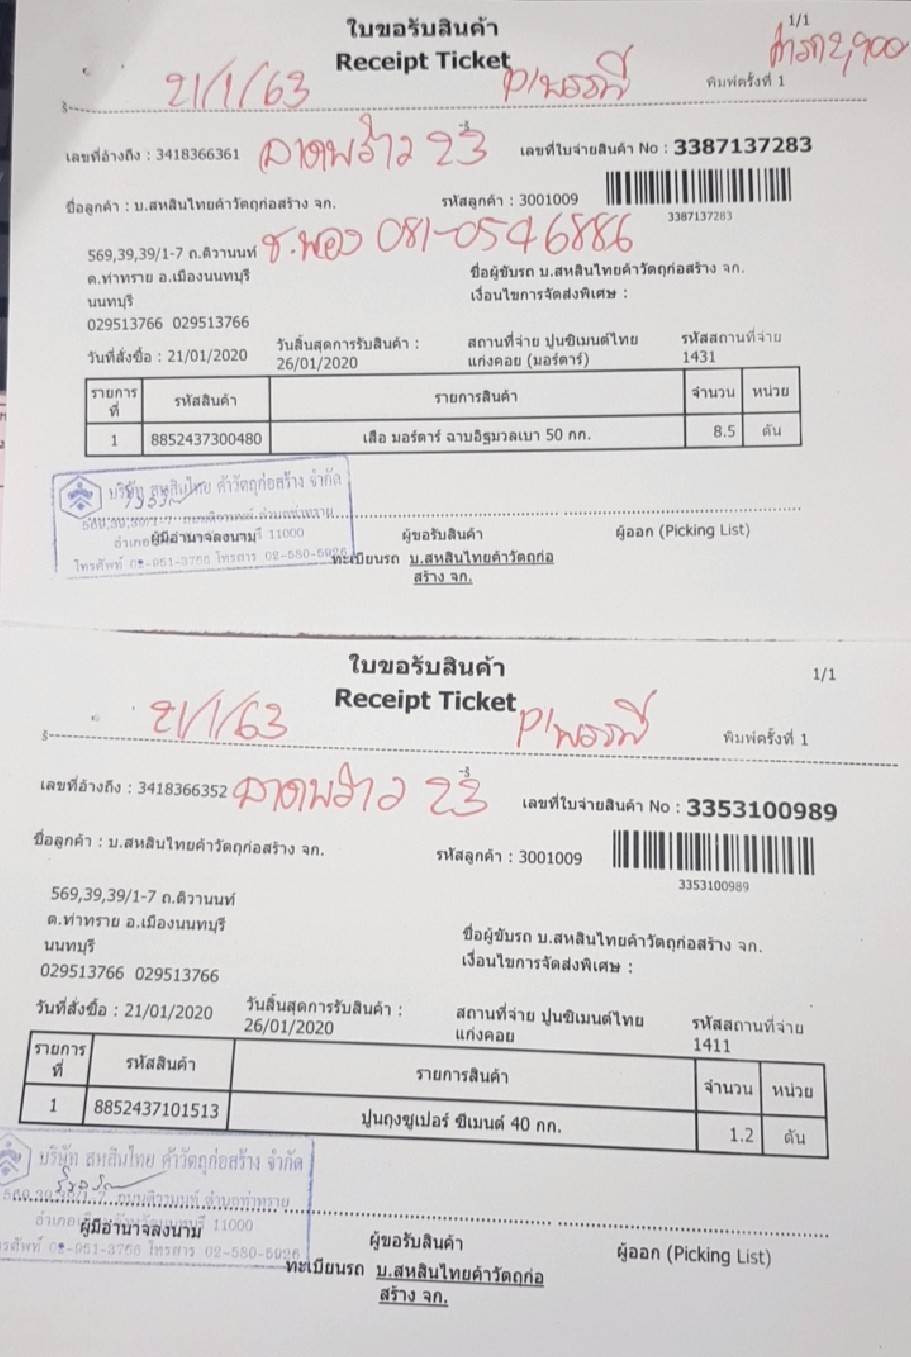 ใบขอรับสินค้า
1/1
Receipt Ticket
ค่ารถ 2,900
21/1/63
พิมพ์ครั้งที่ 1
เลขที่อ้างถึง : 3418366361
ลาดพร้าว 23
เลขที่ใบจ่ายสินค้า No : 3387137283
ชื่อลูกค้า : บ.สหสินไทยค้าวัตถุก่อสร้าง จก.
รหัสลูกค้า : 3001009
3387137283
569,39,39/1-7 ถ.ติวานนท์
ช.พอง 081-0546886
ต.ท่าทราย อ.เมืองนนทบุรี
ชื่อผู้ขับรถ บ.สหสินไทยค้าวัตถุก่อสร้าง จก.
นนทบุรี
เงื่อนไขการจัดส่งพิเศษ :
029513766 029513766
วันที่สั่งซื้อ : 21/01/2020
วันสิ้นสุดการรับสินค้า :
สถานที่จ่าย ปูนซิเมนต์ไทย
รหัสสถานที่จ่าย
26/01/2020
แก่งคอย (มอร์ตาร์)
1431
รายการที่ รหัสสินค้า รายการสินค้า จำนวน หน่วย
1 8852437300480 เสือ มอร์ตาร์ ฉาบอิฐมวลเบา 50 กก. 8.5 ตัน
บริษัท สหสินไทย ค้าวัตถุก่อสร้าง จำกัด
569,39,39/1-7 ถนนติวานนท์ ตำบลท่าทราย
11000
โทรศัพท์ 02-951-3766 โทรสาร 02-580-5926
ผู้มีอำนาจลงนาม
ผู้ขอรับสินค้า
ผู้ออก (Picking List)
ทะเบียนรถ บ.สหสินไทยค้าวัตถุก่อ
สร้าง จก.
ใบขอรับสินค้า
1/1
Receipt Ticket
21/1/63
พิมพ์ครั้งที่ 1
เลขที่อ้างถึง : 3418366352
ลาดพร้าว 23
เลขที่ใบจ่ายสินค้า No : 3353100989
ชื่อลูกค้า : บ.สหสินไทยค้าวัตถุก่อสร้าง จก.
รหัสลูกค้า : 3001009
3353100989
569,39,39/1-7 ถ.ติวานนท์
ต.ท่าทราย อ.เมืองนนทบุรี
ชื่อผู้ขับรถ บ.สหสินไทยค้าวัตถุก่อสร้าง จก.
นนทบุรี
เงื่อนไขการจัดส่งพิเศษ :
029513766 029513766
วันที่สั่งซื้อ : 21/01/2020
วันสิ้นสุดการรับสินค้า :
สถานที่จ่าย ปูนซิเมนต์ไทย
รหัสสถานที่จ่าย
26/01/2020
แก่งคอย
1411
รายการที่ รหัสสินค้า รายการสินค้า จำนวน หน่วย
1 8852437101513 ปูนถุงซูเปอร์ ซีเมนต์ 40 กก. 1.2 ตัน
บริษัท สหสินไทย ค้าวัตถุก่อสร้าง จำกัด
569,39,39/1-7 ถนนติวานนท์ ตำบลท่าทราย
11000
02-951-3766 โทรสาร 02-580-5926
ผู้มีอำนาจลงนาม
ผู้ขอรับสินค้า
ผู้ออก (Picking List)
ทะเบียนรถ บ.สหสินไทยค้าวัตถุก่อ
สร้าง จก.